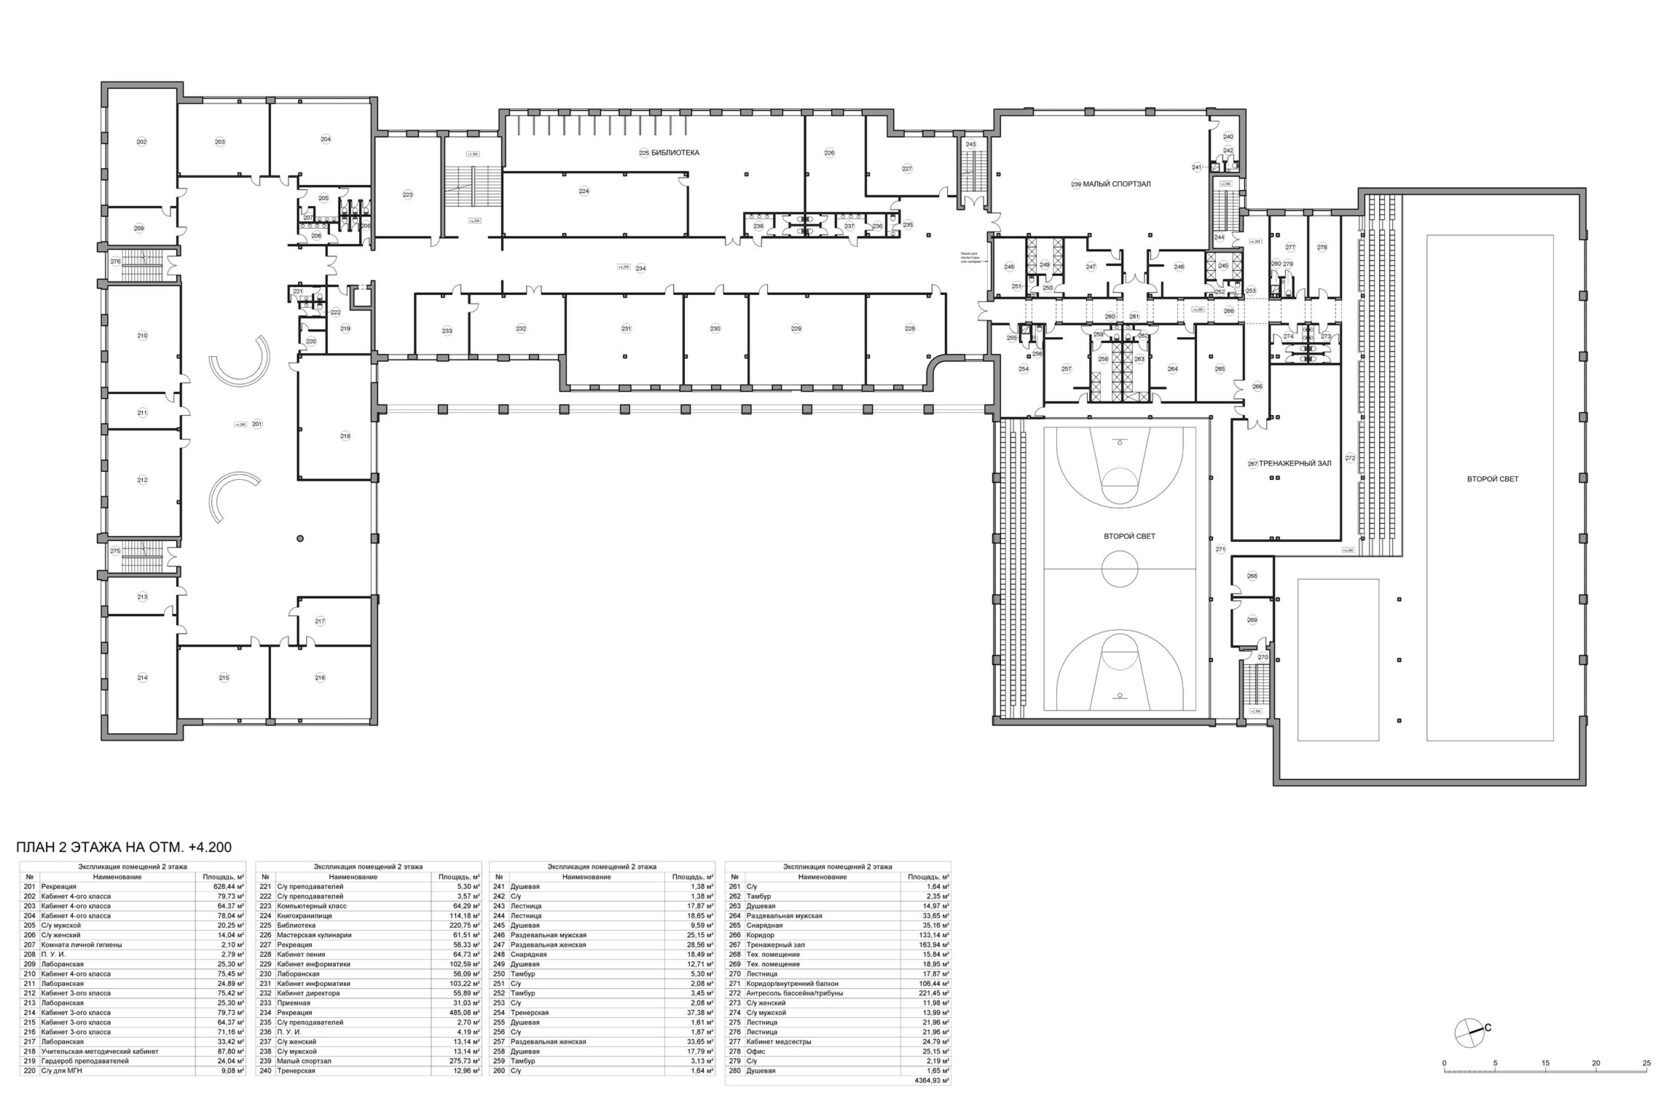 202
203
204
209
276
210
211
212
275
213
214
215
216
217
218
201
219
220
221
222
205
206
207
208
223
224
225 БИБЛИОТЕКА
226
227
243
235
236
237
238
234
233
232
231
230
229
228
239 МАЛЫЙ СПОРТЗАЛ
240
242
241
244
248
249
247
250
251
246
245
252
253
277
278
280
279
260
261
266
255
256
254
257
259
258
262
263
264
265
266
274
273
267 ТРЕНАЖЕРНЫЙ ЗАЛ
272
ВТОРОЙ СВЕТ
ВТОРОЙ СВЕТ
271
268
269
270
ПЛАН 2 ЭТАЖА НА ОТМ. +4.200
Экспликация помещений 2 этажа
№ Наименование Площадь, м²
201 Рекреация 628,44 м²
202 Кабинет 4-ого класса 79,73 м²
203 Кабинет 4-ого класса 64,37 м²
204 Кабинет 4-ого класса 78,04 м²
205 С/у мужской 20,25 м²
206 С/у женский 14,04 м²
207 Комната личной гигиены 2,10 м²
208 П. У. И. 2,79 м²
209 Лаборанская 25,30 м²
210 Кабинет 4-ого класса 75,45 м²
211 Лаборанская 24,89 м²
212 Кабинет 3-ого класса 75,42 м²
213 Лаборанская 25,30 м²
214 Кабинет 3-ого класса 79,73 м²
215 Кабинет 3-ого класса 64,37 м²
216 Кабинет 3-ого класса 71,16 м²
217 Лаборанская 33,42 м²
218 Учительская-методический кабинет 87,80 м²
219 Гардероб преподавателей 24,04 м²
220 С/у для МГН 9,08 м²
Экспликация помещений 2 этажа
№ Наименование Площадь, м²
221 С/у преподавателей 5,30 м²
222 С/у преподавателей 3,57 м²
223 Компьютерный класс 64,29 м²
224 Книгохранилище 114,18 м²
225 Библиотека 220,75 м²
226 Мастерская кулинарии 61,51 м²
227 Рекреация 56,33 м²
228 Кабинет пения 64,73 м²
229 Кабинет информатики 102,59 м²
230 Лаборанская 56,09 м²
231 Кабинет информатики 103,22 м²
232 Кабинет директора 55,89 м²
233 Приемная 31,03 м²
234 Рекреация 485,08 м²
235 С/у преподавателей 2,70 м²
236 П. У. И. 4,19 м²
237 С/у женский 13,14 м²
238 С/у мужской 13,14 м²
239 Малый спортзал 275,73 м²
240 Тренерская 12,96 м²
Экспликация помещений 2 этажа
№ Наименование Площадь, м²
241 Душевая 1,38 м²
242 С/у 1,38 м²
243 Лестница 17,87 м²
244 Лестница 18,65 м²
245 Душевая 9,59 м²
246 Раздевальная мужская 25,15 м²
247 Раздевальная женская 28,56 м²
248 Снарядная 18,49 м²
249 Душевая 12,71 м²
250 Тамбур 5,30 м²
251 С/у 2,08 м²
252 Тамбур 3,45 м²
253 С/у 2,08 м²
254 Тренерская 37,38 м²
255 Душевая 1,61 м²
256 С/у 1,87 м²
257 Раздевальная женская 33,65 м²
258 Душевая 17,79 м²
259 Тамбур 3,13 м²
260 С/у 1,64 м²
Экспликация помещений 2 этажа
№ Наименование Площадь, м²
261 С/у 1,64 м²
262 Тамбур 2,35 м²
263 Душевая 14,97 м²
264 Раздевальная мужская 33,65 м²
265 Снарядная 35,16 м²
266 Коридор 133,14 м²
267 Тренажерный зал 163,94 м²
268 Тех. помещение 15,84 м²
269 Тех. помещение 18,95 м²
270 Лестница 17,87 м²
271 Коридор/внутренний балкон 106,44 м²
272 Антресоль бассейна/трибуны 221,45 м²
273 С/у женский 11,98 м²
274 С/у мужской 13,99 м²
275 Лестница 21,96 м²
276 Лестница 21,96 м²
277 Кабинет медсестры 24,79 м²
278 Офис 25,15 м²
279 С/у 2,19 м²
280 Душевая 1,65 м²
4364,93 м²
С
0 5 15 20 25